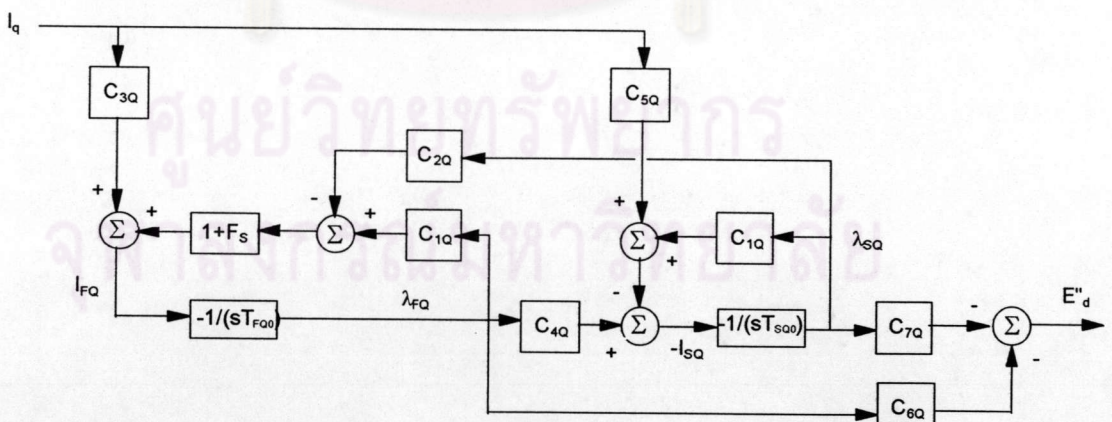 I_q
C_3Q
C_5Q
ศูนย์วิทยทรัพยากร
C_2Q
+
+
-
+
1+F_S
C_1Q
+
+
C_1Q
λ_SQ
จุฬาลงกรณ์มหาวิทยาลัย
Σ
Σ
Σ
I_FQ
-1/(sT_FQ0)
λ_FQ
C_4Q
+
-
Σ
-I_SQ
-1/(sT_SQ0)
C_7Q
-
Σ
-
E"_d
C_6Q